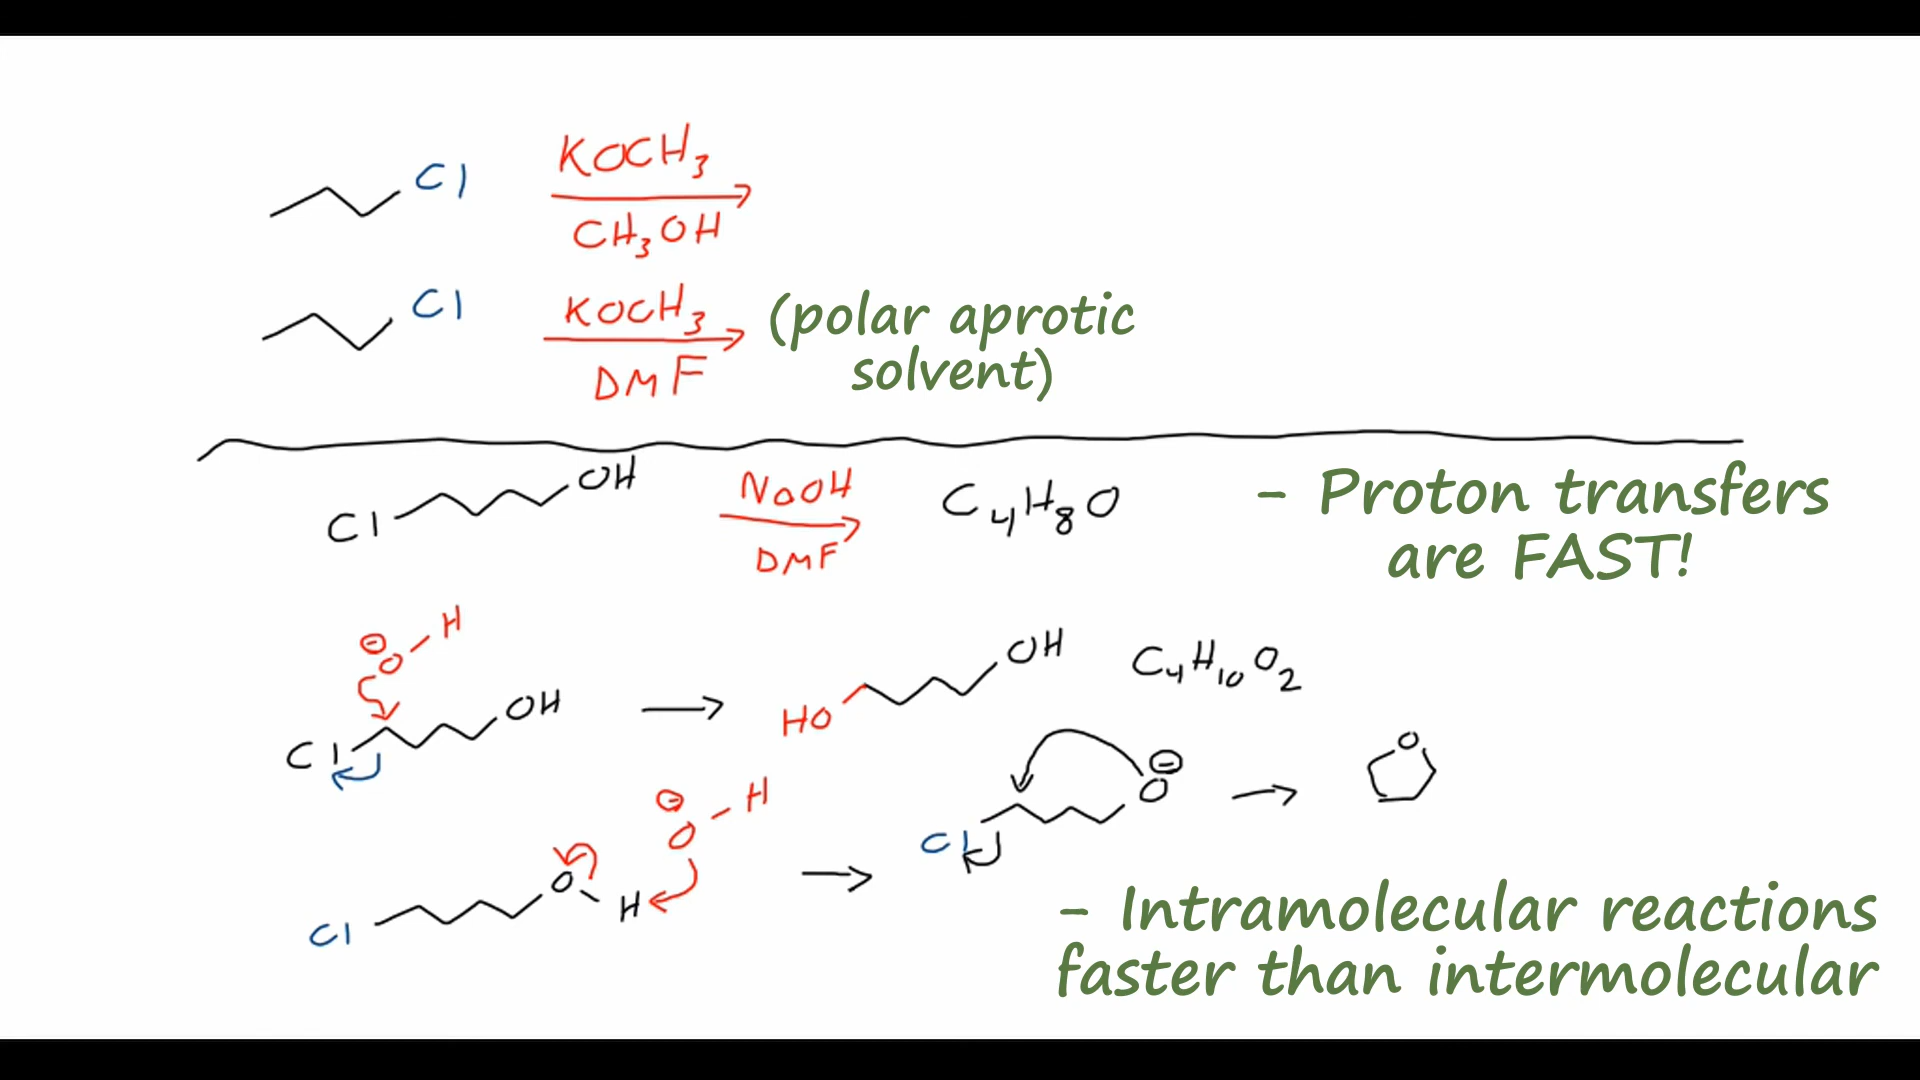 Cl KOCH₃
CH₃OH
Cl KOCH₃ (polar aprotic
DMF solvent)
Cl OH NaOH C₄H₈O - Proton transfers
DMF are FAST!
⊖ O H
Cl OH HO OH C₄H₁₀O₂
⊖ O H
Cl O H
Cl O ⊖ O
- Intramolecular reactions
faster than intermolecular